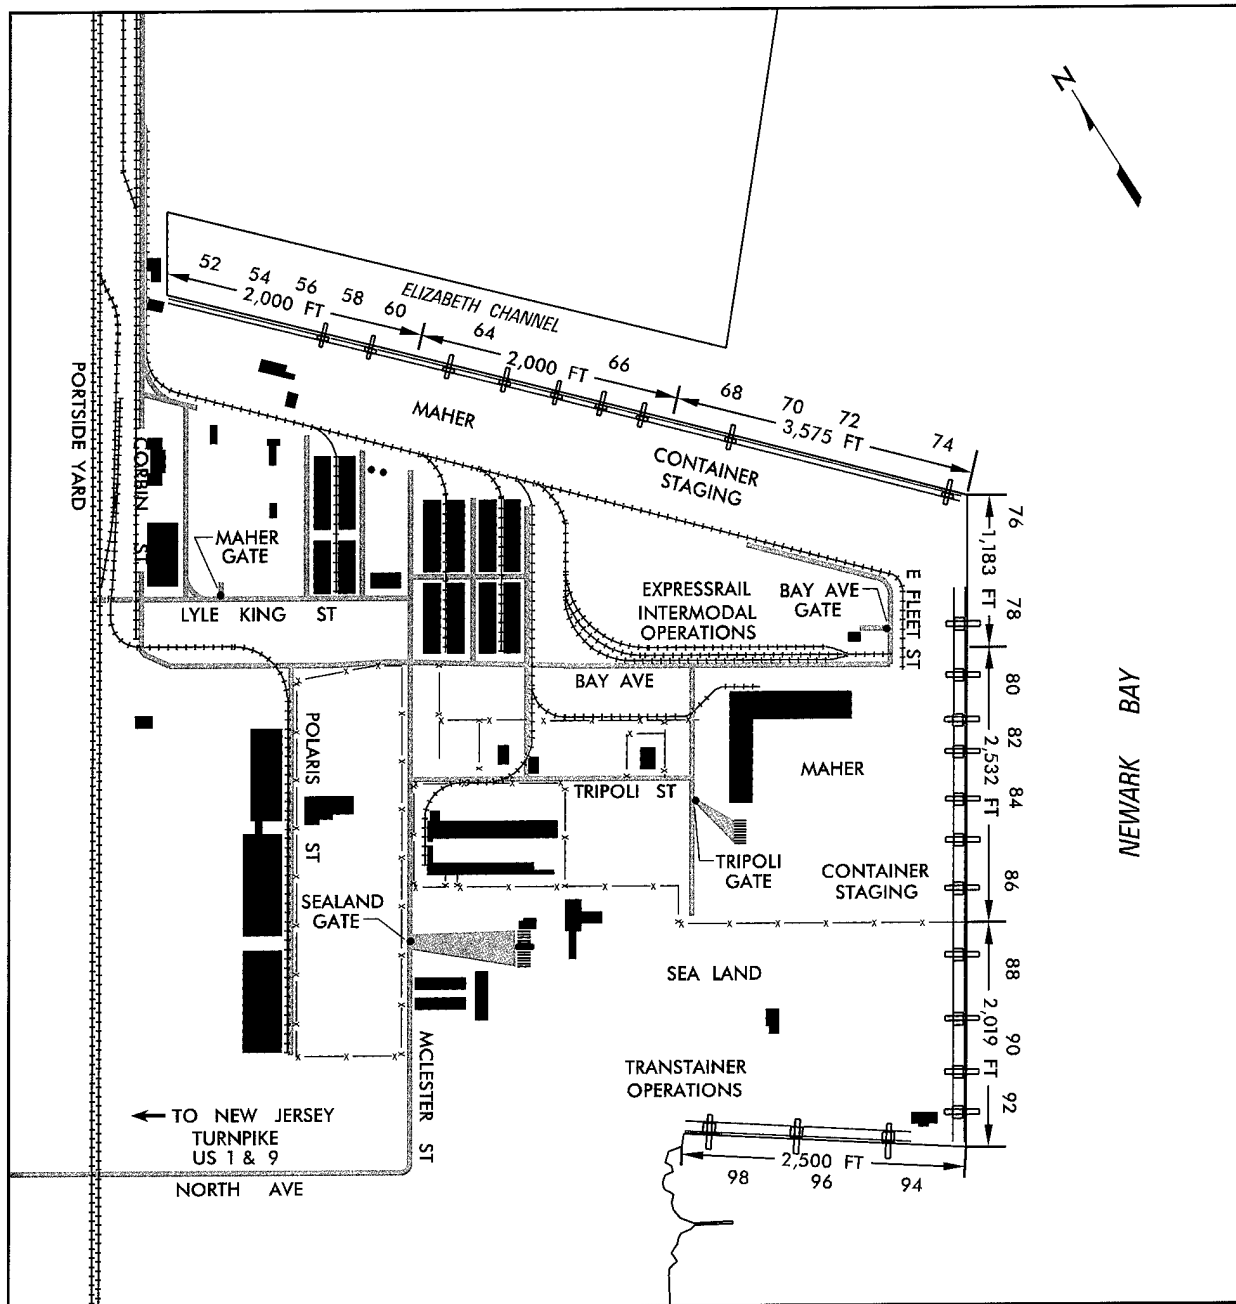 N
52
54
56
58
60
2,000 FT
ELIZABETH CHANNEL
64
66
2,000 FT
68
70
72
74
3,575 FT
MAHER
CONTAINER
STAGING
76
1,183 FT
78
PORTSIDE YARD
CORBIN ST
MAHER
GATE
LYLE KING ST
EXPRESSRAIL
INTERMODAL
OPERATIONS
BAY AVE
GATE
E FLEET ST
BAY AVE
80
82
2,532 FT
84
86
NEWARK BAY
POLARIS ST
MAHER
TRIPOLI ST
TRIPOLI
GATE
CONTAINER
STAGING
SEALAND
GATE
SEA LAND
88
2,019 FT
90
92
TRANSTAINER
OPERATIONS
MCLESTER ST
TO NEW JERSEY
TURNPIKE
US 1 & 9
NORTH AVE
2,500 FT
98
96
94